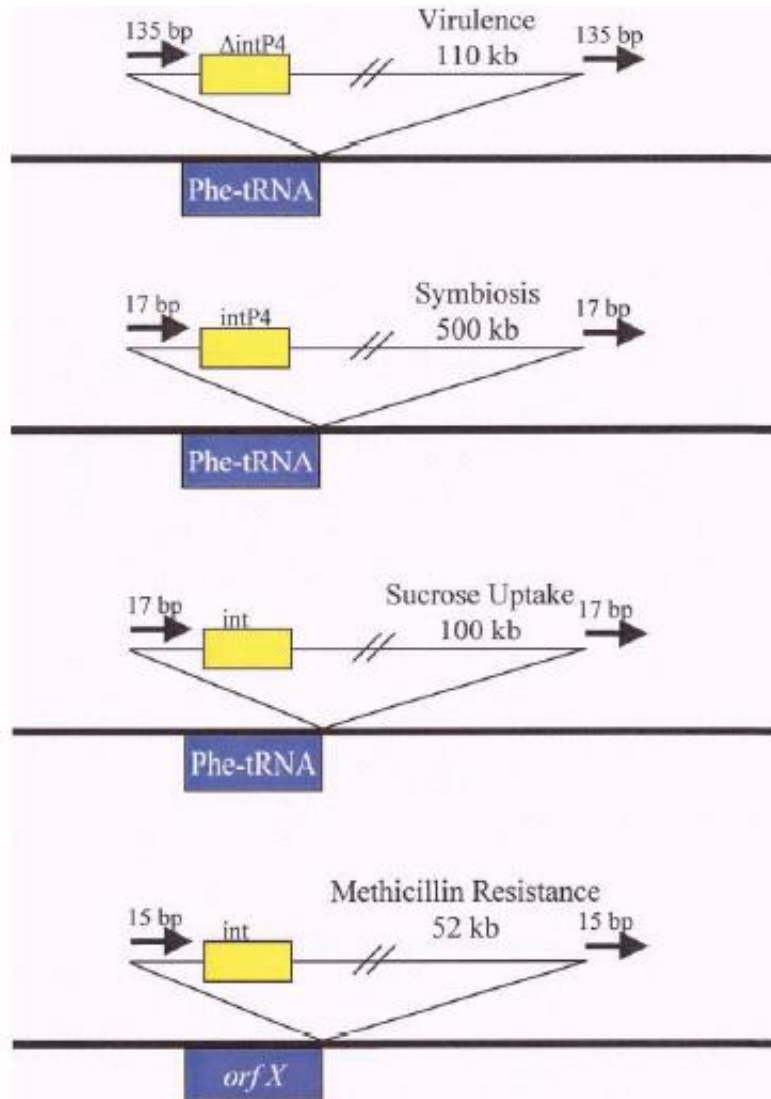 135 bp
ΔintP4
Virulence
110 kb
135 bp
Phe-tRNA
17 bp
intP4
Symbiosis
500 kb
17 bp
Phe-tRNA
17 bp
int
Sucrose Uptake
100 kb
17 bp
Phe-tRNA
15 bp
int
Methicillin Resistance
52 kb
15 bp
orf X